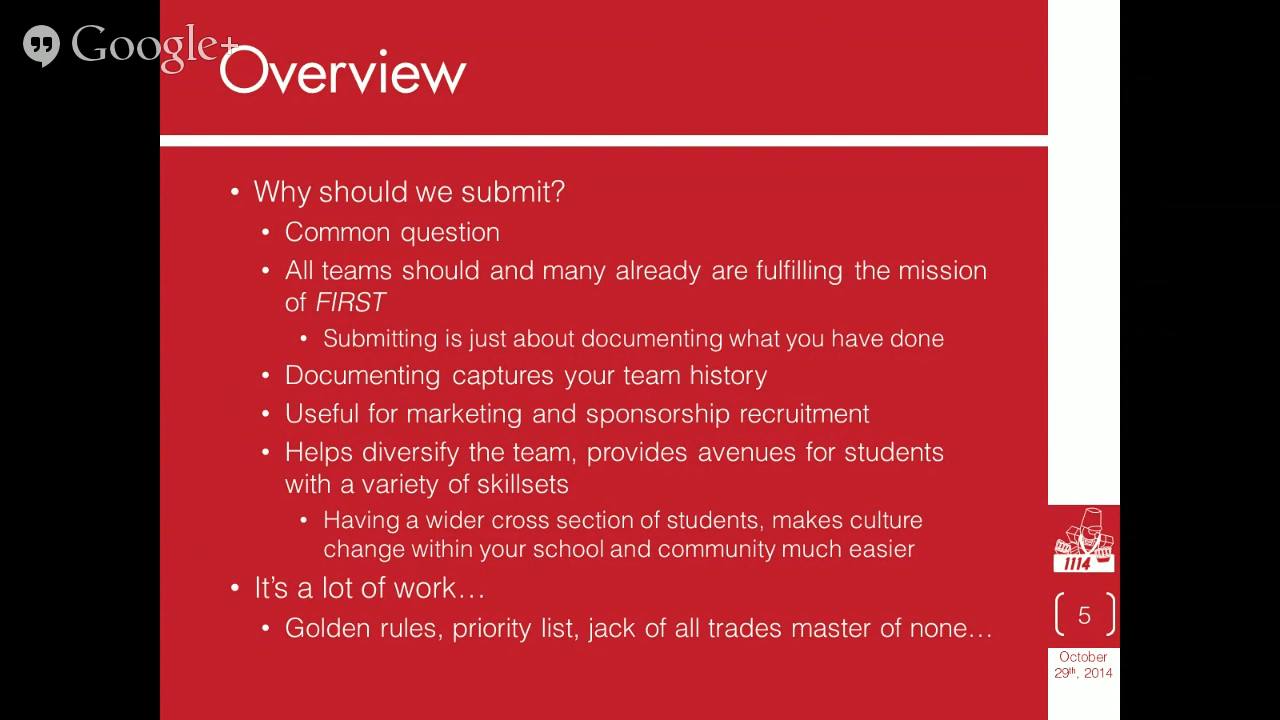 Google+
Overview
• Why should we submit?
• Common question
• All teams should and many already are fulfilling the mission
of FIRST
• Submitting is just about documenting what you have done
• Documenting captures your team history
• Useful for marketing and sponsorship recruitment
• Helps diversify the team, provides avenues for students
with a variety of skillsets
• Having a wider cross section of students, makes culture
change within your school and community much easier
• It's a lot of work…
• Golden rules, priority list, jack of all trades master of none…
1114
5
October
29th, 2014